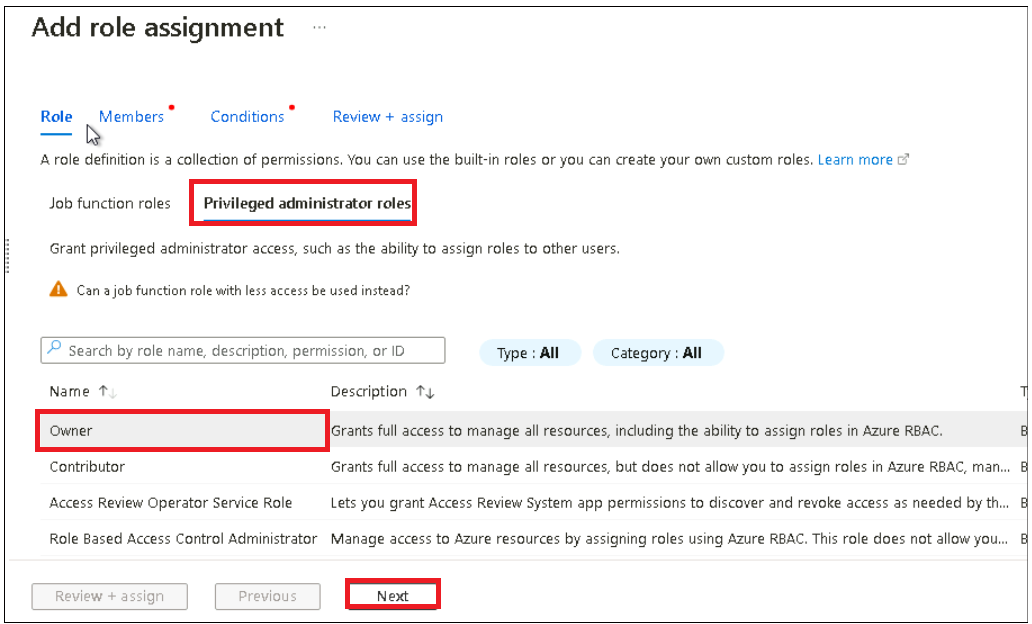 Add role assignment ...
Role Members Conditions Review + assign
A role definition is a collection of permissions. You can use the built-in roles or you can create your own custom roles. Learn more
Job function roles Privileged administrator roles
Grant privileged administrator access, such as the ability to assign roles to other users.
Can a job function role with less access be used instead?
Search by role name, description, permission, or ID Type : All Category : All
Name ↑↓ Description ↑↓ T
Owner Grants full access to manage all resources, including the ability to assign roles in Azure RBAC. B
Contributor Grants full access to manage all resources, but does not allow you to assign roles in Azure RBAC, man... B
Access Review Operator Service Role Lets you grant Access Review System app permissions to discover and revoke access as needed by th... B
Role Based Access Control Administrator Manage access to Azure resources by assigning roles using Azure RBAC. This role does not allow you... B
Review + assign Previous Next